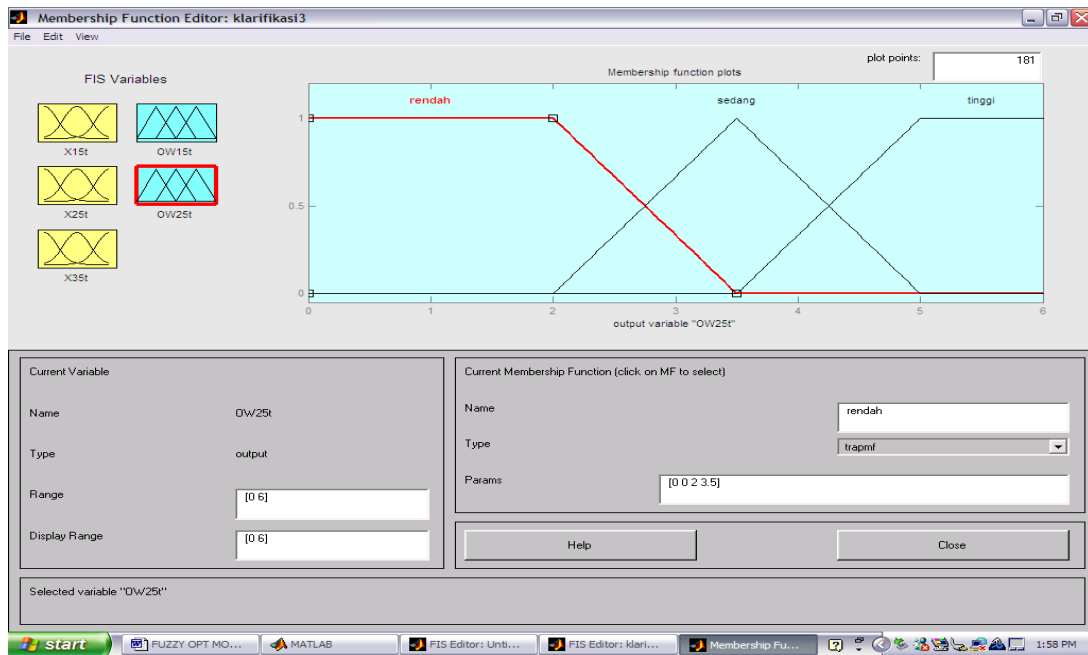 Membership Function Editor: klarifikasi3
File Edit View
FIS Variables
X15t
OW15t
X25t
OW25t
X35t
plot points:
181
Membership function plots
rendah
sedang
tinggi
1
0.5
0
0 1 2 3 4 5 6
output variable "OW25t"
Current Variable
Name OW25t
Type output
Range [0 6]
Display Range [0 6]
Current Membership Function (click on MF to select)
Name rendah
Type trapmf
Params [0 0 2 3.5]
Help
Close
Selected variable "OW25t"
start
FUZZY OPT MO...
MATLAB
FIS Editor: Unti...
FIS Editor: klari...
Membership Fu...
1:58 PM